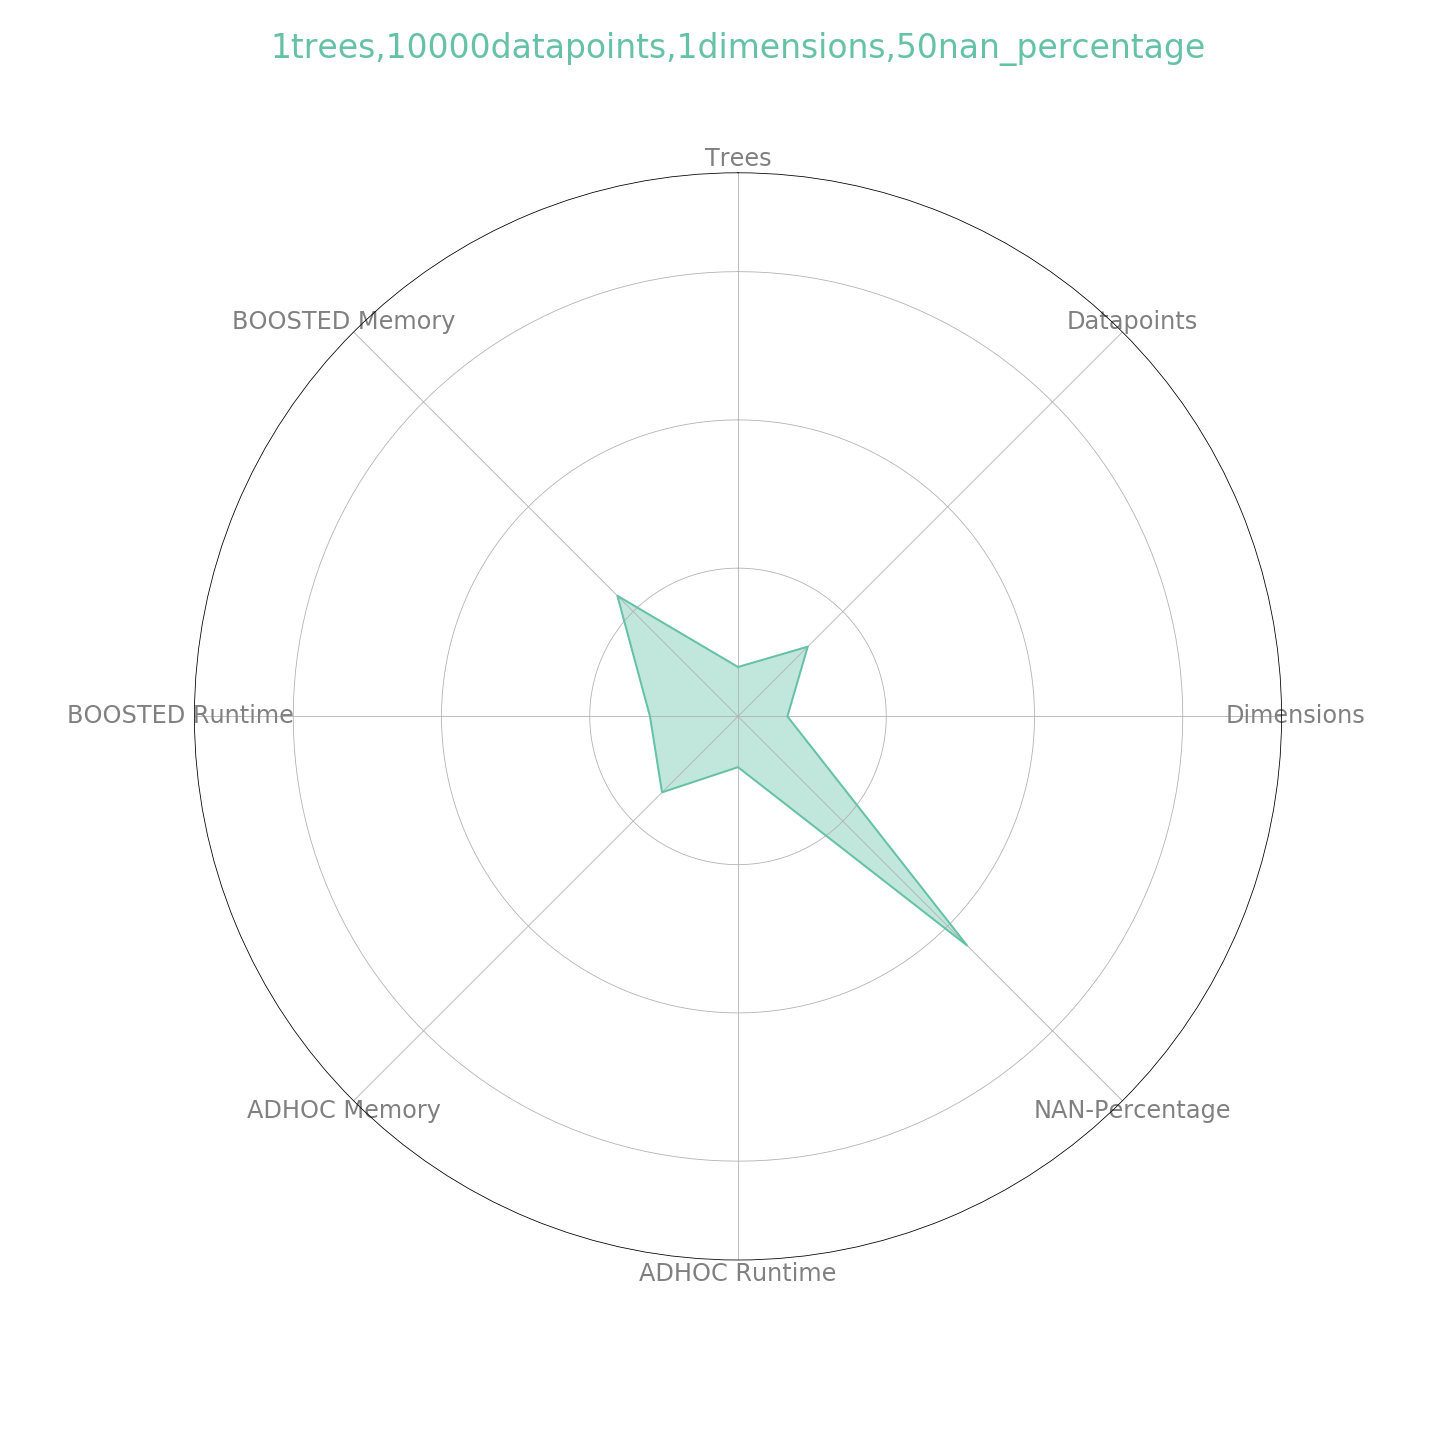 1trees,10000datapoints,1dimensions,50nan_percentage
Trees
BOOSTED Memory
Datapoints
BOOSTED Runtime
Dimensions
ADHOC Memory
NAN-Percentage
ADHOC Runtime